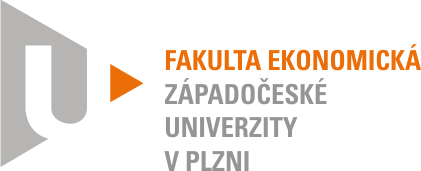 FAKULTA EKONOMICKÁ
ZÁPADOČESKÉ
UNIVERZITY
V PLZNI